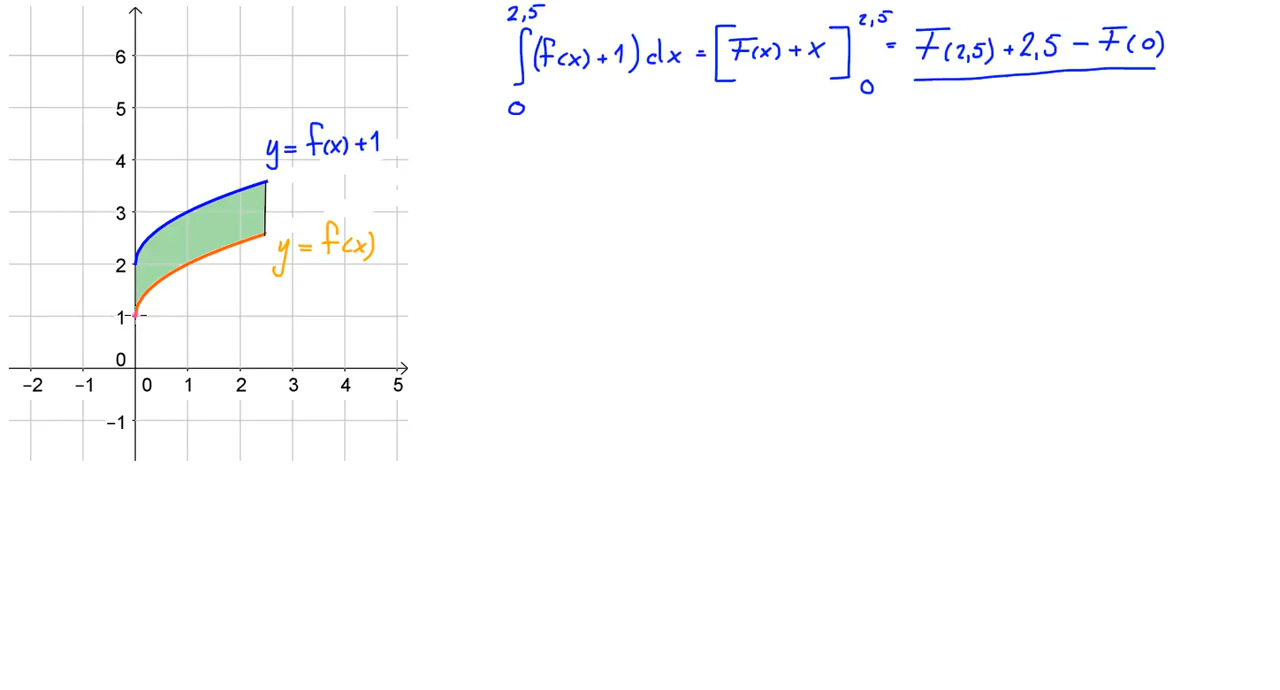 2,5
∫(f(x)+1) dx = [F(x)+x] 2,5 = F(2,5)+2,5 − F(0)
0 0
6
5
y = f(x)+1
4
3
y = f(x)
2
1
0
−2 −1 0 1 2 3 4 5
−1